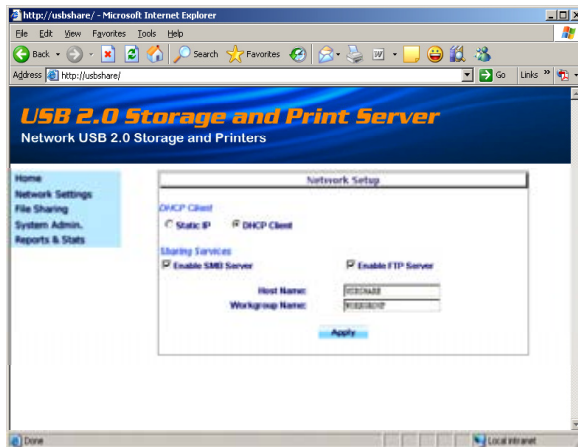 http://usbshare/ - Microsoft Internet Explorer
File Edit View Favorites Tools Help
Back Search Favorites
Address http://usbshare/ Go Links »
USB 2.0 Storage and Print Server
Network USB 2.0 Storage and Printers
Home
Network Settings
File Sharing
System Admin.
Reports & Stats
Network Setup
DHCP Client
Static IP DHCP Client
Sharing Services
Enable SMB Server Enable FTP Server
Host Name: USBSHARE
Workgroup Name: WORKGROUP
Apply
Done Local intranet